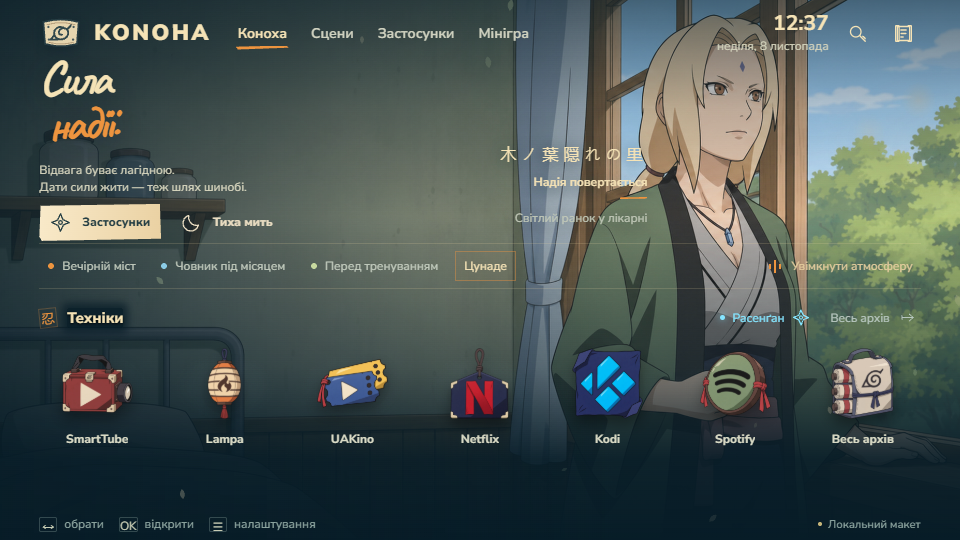 KONOHA
Коноха
Сцени
Застосунки
Мінігра
12:37
неділя, 8 листопада
Сила
надії.
木ノ葉隠れの里
Надія повертається
Світлий ранок у лікарні
Відвага буває лагідною.
Дати сили жити — теж шлях шинобі.
Застосунки
Тиха мить
Вечірній міст
Човник під місяцем
Перед тренуванням
Цунаде
Увімкнути атмосферу
忍
Техніки
Расенґан
Весь архів
SmartTube
Lampa
UAKino
Netflix
Kodi
Spotify
Весь архів
обрати
OK
відкрити
налаштування
Локальний макет